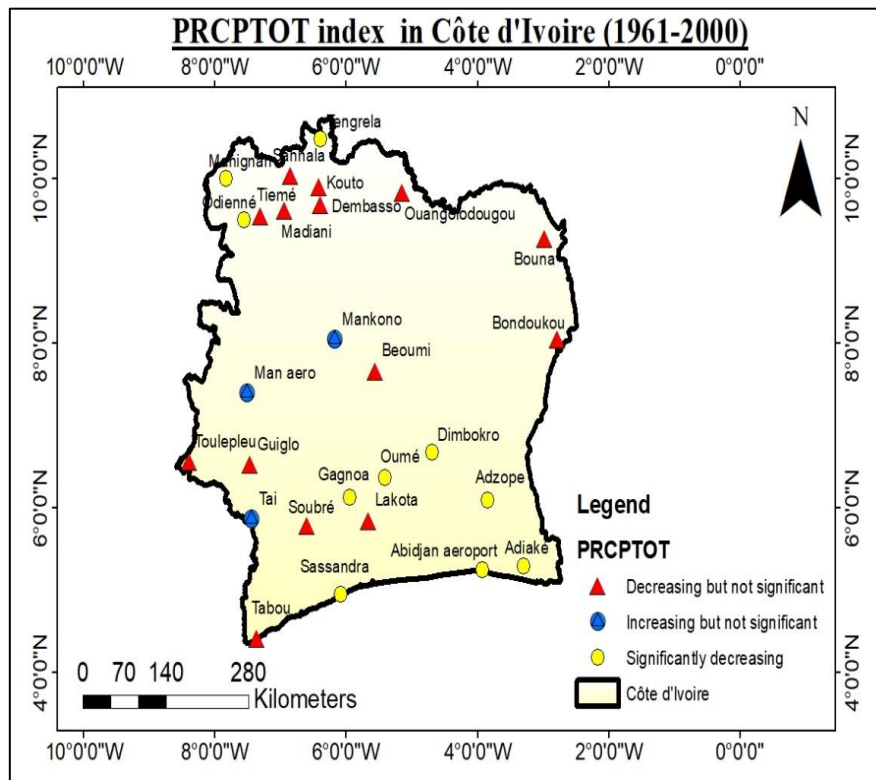 PRCPTOT index in Côte d'Ivoire (1961-2000)
10°0'0"W 8°0'0"W 6°0'0"W 4°0'0"W 2°0'0"W 0°0'0"
N
Tengrela
Manignan
Sannala
10°0'0"N
10°0'0"N
Tiemé
Kouto
Odienné
Dembasso
Ouangolodougou
Madiani
Bouna
Mankono
Bondoukou
8°0'0"N
8°0'0"N
Beoumi
Man aero
Toulepleu
Guiglo
Dimbokro
Oumé
Gagnoa
Adzope
Tai
Soubré
Lakota
6°0'0"N
6°0'0"N
Abidjan aeroport
Adiaké
Sassandra
Tabou
Legend
PRCPTOT
Decreasing but not significant
Increasing but not significant
Significantly decreasing
Côte d'Ivoire
0 70 140 280
Kilometers
4°0'0"N
4°0'0"N
10°0'0"W 8°0'0"W 6°0'0"W 4°0'0"W 2°0'0"W 0°0'0"